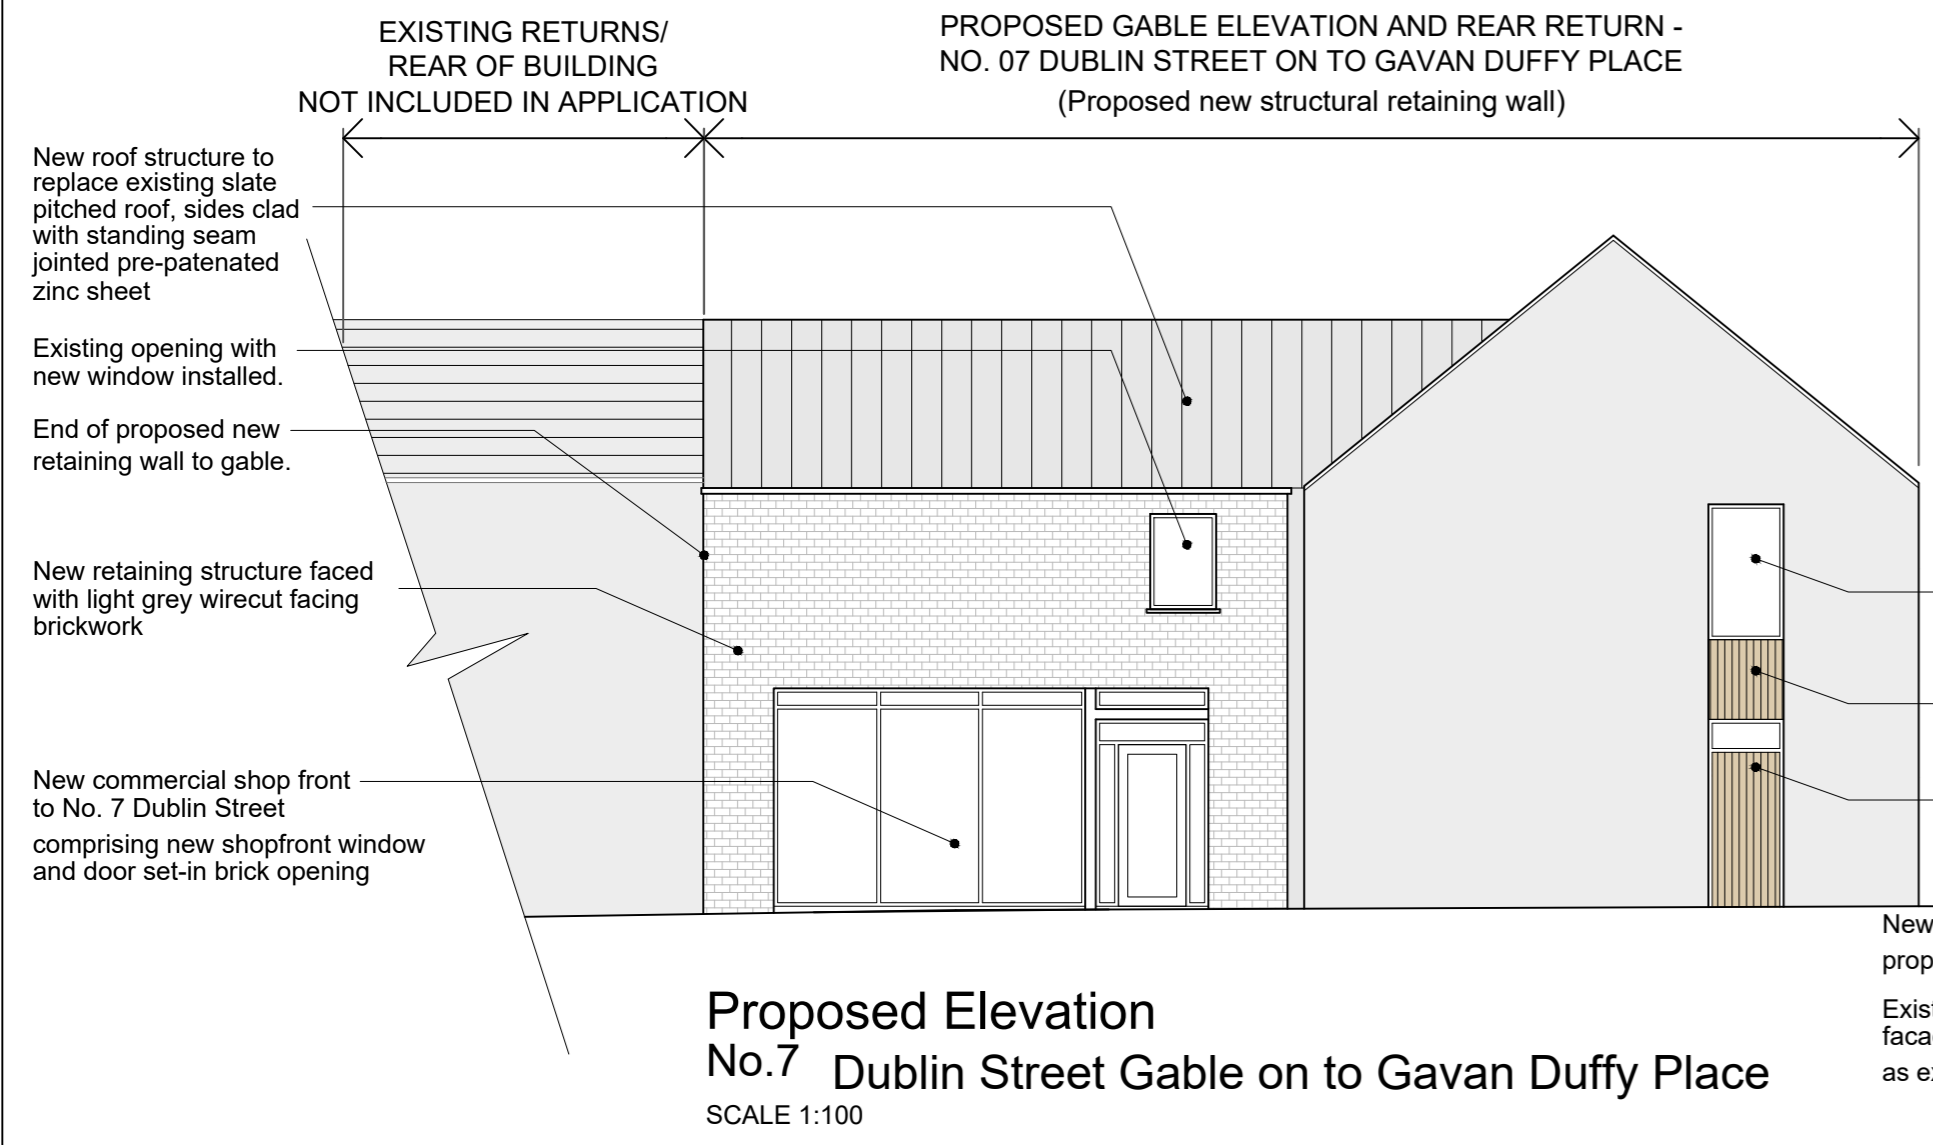 EXISTING RETURNS/
REAR OF BUILDING
NOT INCLUDED IN APPLICATION
PROPOSED GABLE ELEVATION AND REAR RETURN -
NO. 07 DUBLIN STREET ON TO GAVAN DUFFY PLACE
(Proposed new structural retaining wall)
New roof structure to
replace existing slate
pitched roof, sides clad
with standing seam
jointed pre-patenated
zinc sheet
Existing opening with
new window installed.
End of proposed new
retaining wall to gable.
New retaining structure faced
with light grey wirecut facing
brickwork
New commercial shop front
to No. 7 Dublin Street
comprising new shopfront window
and door set-in brick opening
New
as
Proposed Elevation
No.7 Dublin Street Gable on to Gavan Duffy Place
SCALE 1:100